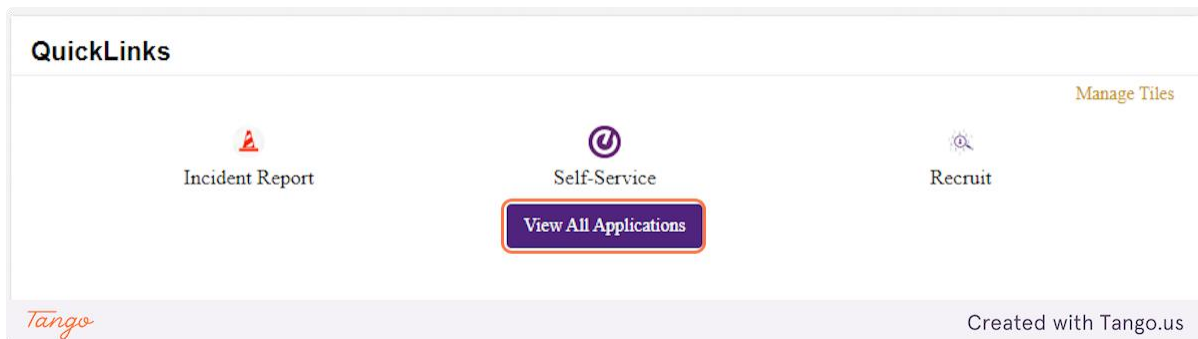 QuickLinks
Manage Tiles
Incident Report
Self-Service
Recruit
View All Applications
Tango
Created with Tango.us